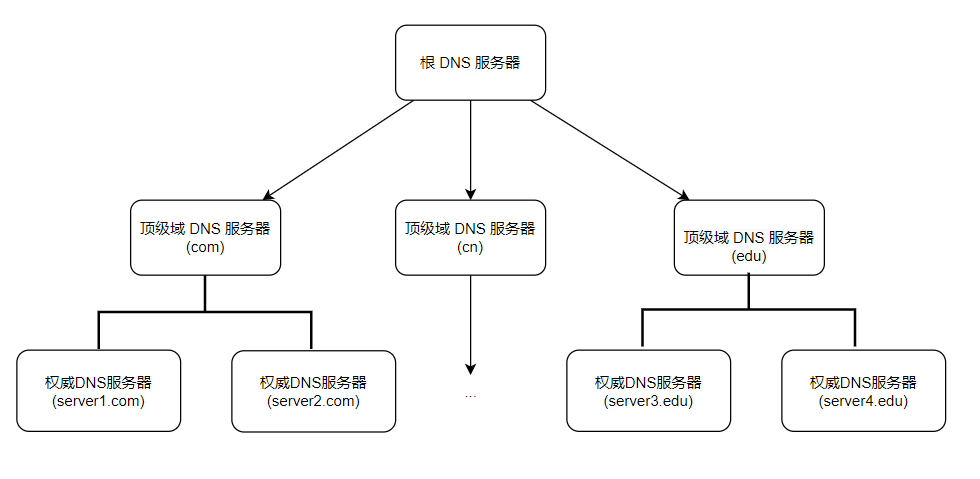 根 DNS 服务器
顶级域 DNS 服务器
(com)
顶级域 DNS 服务器
(cn)
顶级域 DNS 服务器
(edu)
权威DNS服务器
(server1.com)
权威DNS服务器
(server2.com)
...
权威DNS服务器
(server3.edu)
权威DNS服务器
(server4.edu)